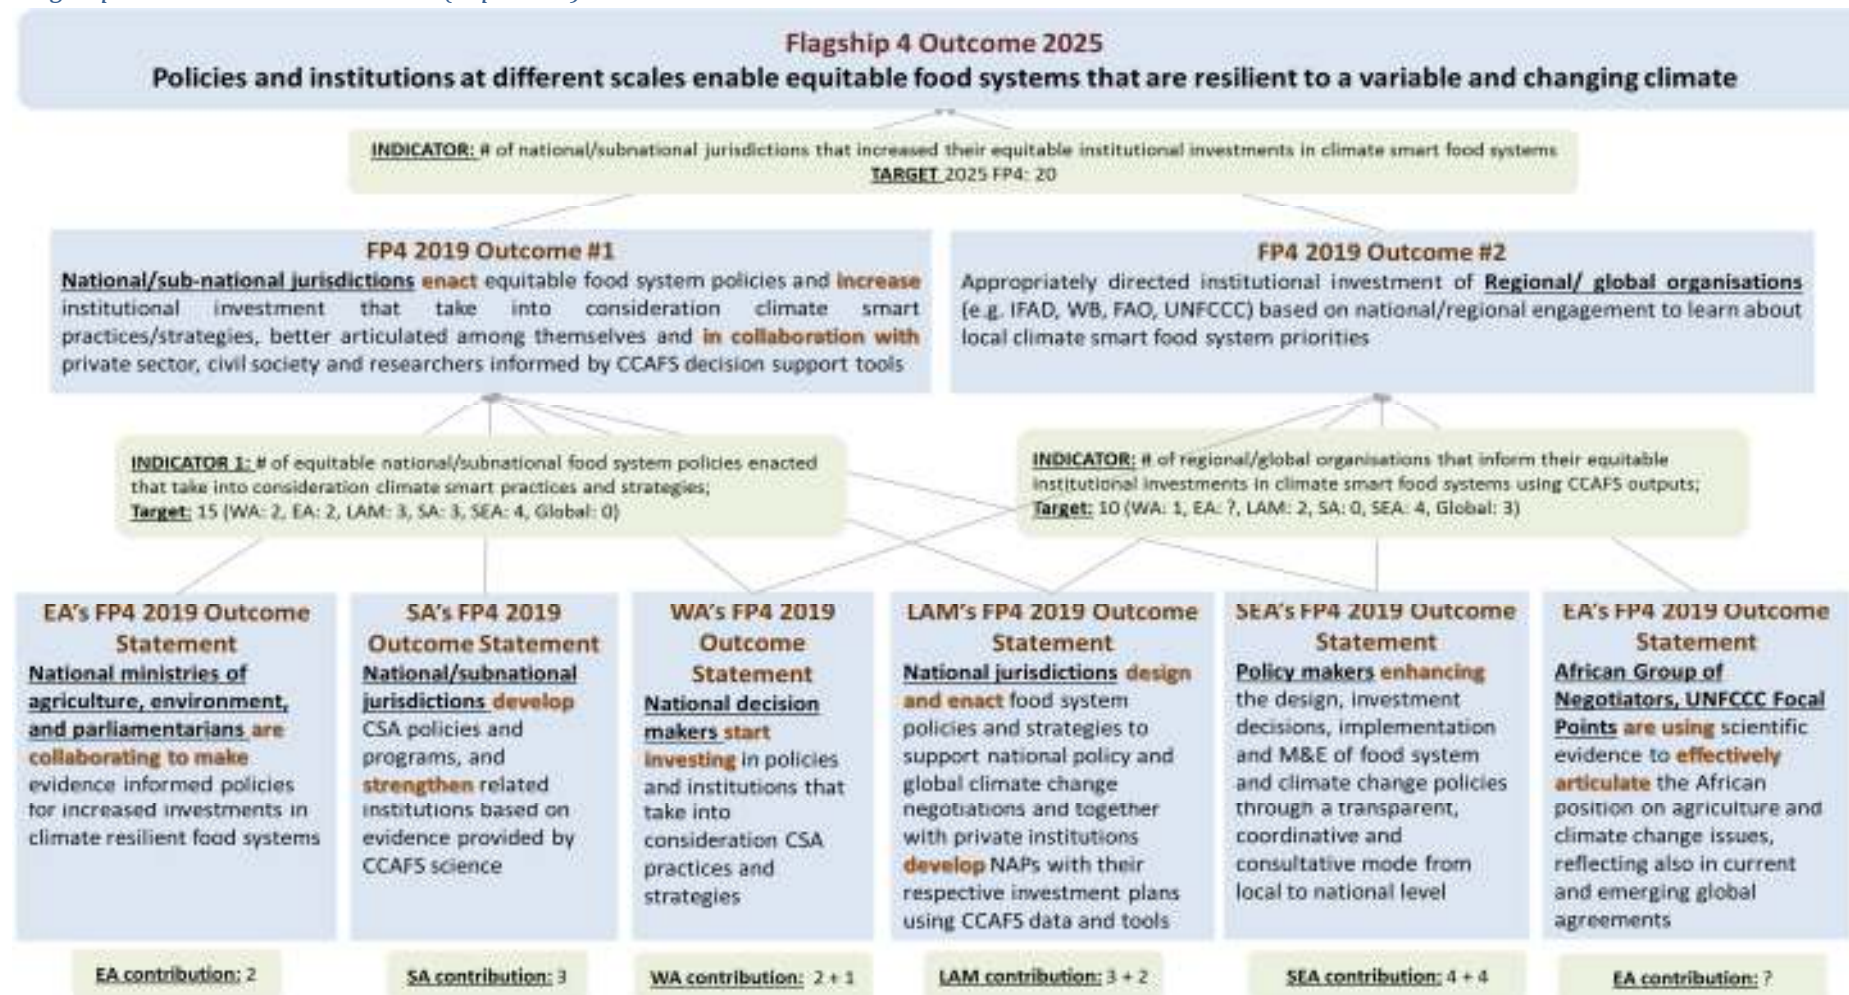 Flagship 4 Outcome 2025
Policies and institutions at different scales enable equitable food systems that are resilient to a variable and changing climate
INDICATOR: # of national/subnational jurisdictions that increased their equitable institutional investments in climate smart food systems
TARGET 2025 FP4: 20
FP4 2019 Outcome #1
National/sub-national jurisdictions enact equitable food system policies and increase
institutional investment that take into consideration climate smart
practices/strategies, better articulated among themselves and in collaboration with
private sector, civil society and researchers informed by CCAFS decision support tools
FP4 2019 Outcome #2
Appropriately directed institutional investment of Regional/ global organisations
(e.g. IFAD, WB, FAO, UNFCCC) based on national/regional engagement to learn about
local climate smart food system priorities
INDICATOR 1: # of equitable national/subnational food system policies enacted
that take into consideration climate smart practices and strategies;
Target: 15 (WA: 2, EA: 2, LAM: 3, SA: 3, SEA: 4, Global: 0)
INDICATOR: # of regional/global organisations that inform their equitable
institutional investments in climate smart food systems using CCAFS outputs;
Target: 10 (WA: 1, EA: ?, LAM: 2, SA: 0, SEA: 4, Global: 3)
EA's FP4 2019 Outcome
Statement
National ministries of
agriculture, environment,
and parliamentarians are
collaborating to make
evidence informed policies
for increased investments in
climate resilient food systems
EA contribution: 2
SA's FP4 2019
Outcome Statement
National/subnational
jurisdictions develop
CSA policies and
programs, and
strengthen related
institutions based on
evidence provided by
CCAFS science
SA contribution: 3
WA's FP4 2019
Outcome
Statement
National decision
makers start
investing in policies
and institutions that
take into
consideration CSA
practices and
strategies
WA contribution: 2 + 1
LAM's FP4 2019 Outcome
Statement
National jurisdictions design
and enact food system
policies and strategies to
support national policy and
global climate change
negotiations and together
with private institutions
develop NAPs with their
respective investment plans
using CCAFS data and tools
LAM contribution: 3 + 2
SEA's FP4 2019 Outcome
Statement
Policy makers enhancing
the design, investment
decisions, implementation
and M&E of food system
and climate change policies
through a transparent,
coordinative and
consultative mode from
local to national level
SEA contribution: 4 + 4
EA's FP4 2019 Outcome
Statement
African Group of
Negotiators, UNFCCC Focal
Points are using scientific
evidence to effectively
articulate the African
position on agriculture and
climate change issues,
reflecting also in current
and emerging global
agreements
EA contribution: ?